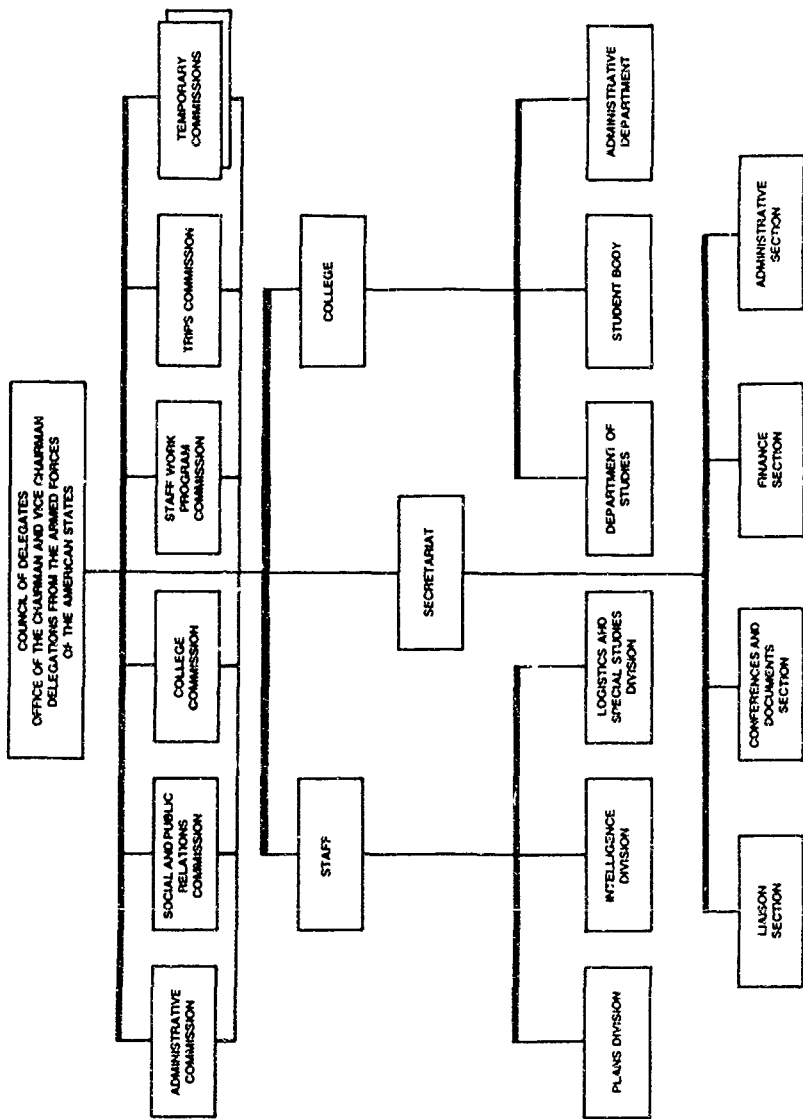 COUNCIL OF DELEGATES
OFFICE OF THE CHAIRMAN AND VICE CHAIRMAN
DELEGATIONS FROM THE ARMED FORCES
OF THE AMERICAN STATES
ADMINISTRATIVE
COMMISSION
SOCIAL AND PUBLIC
RELATIONS
COMMISSION
COLLEGE
COMMISSION
STAFF WORK
PROGRAM
COMMISSION
TRIPS COMMISSION
TEMPORARY
COMMISSIONS
STAFF
COLLEGE
SECRETARIAT
PLANS DIVISION
INTELLIGENCE
DIVISION
LOGISTICS AND
SPECIAL STUDIES
DIVISION
DEPARTMENT OF
STUDIES
STUDENT BODY
ADMINISTRATIVE
DEPARTMENT
LIAISON
SECTION
CONFERENCES AND
DOCUMENTS
SECTION
FINANCE
SECTION
ADMINISTRATIVE
SECTION